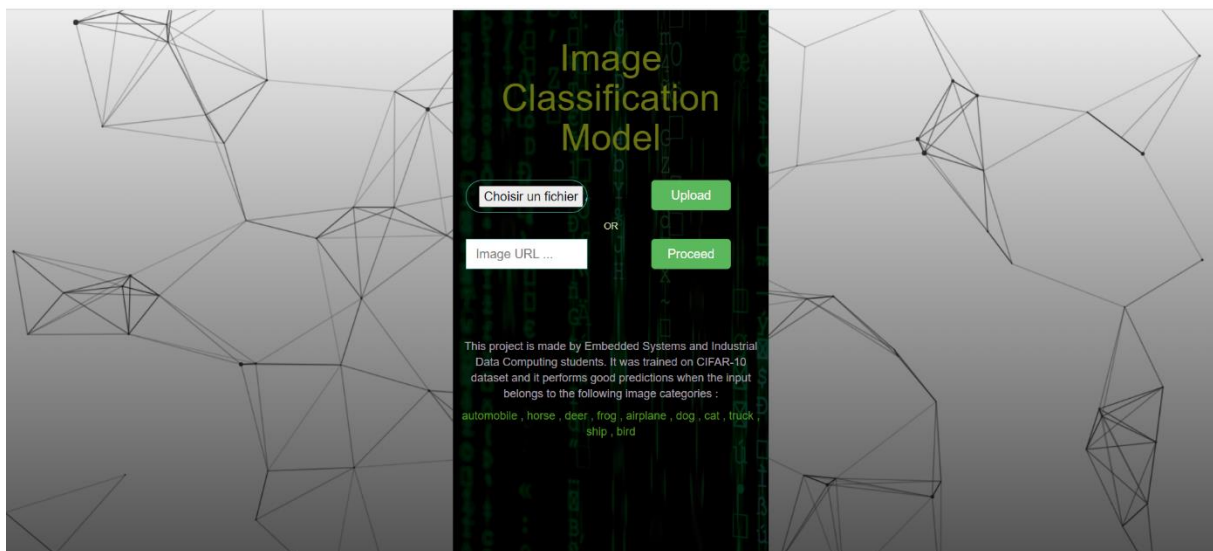 Image
Classification
Model
Choisir un fichier
Upload
OR
Image URL ...
Proceed
This project is made by Embedded Systems and Industrial
Data Computing students. It was trained on CIFAR-10
dataset and it performs good predictions when the input
belongs to the following image categories :
automobile , horse , deer , frog , airplane , dog , cat , truck ,
ship , bird